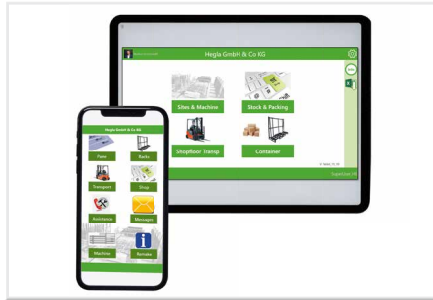 Hegla GmbH & Co KG
Sites & Machine
Stock & Packing
Shopfloor Transp
Container
Hegla GmbH & Co KG
Pane
Racks
Transport
Shop
Assistance
Messages
Machine
Remake